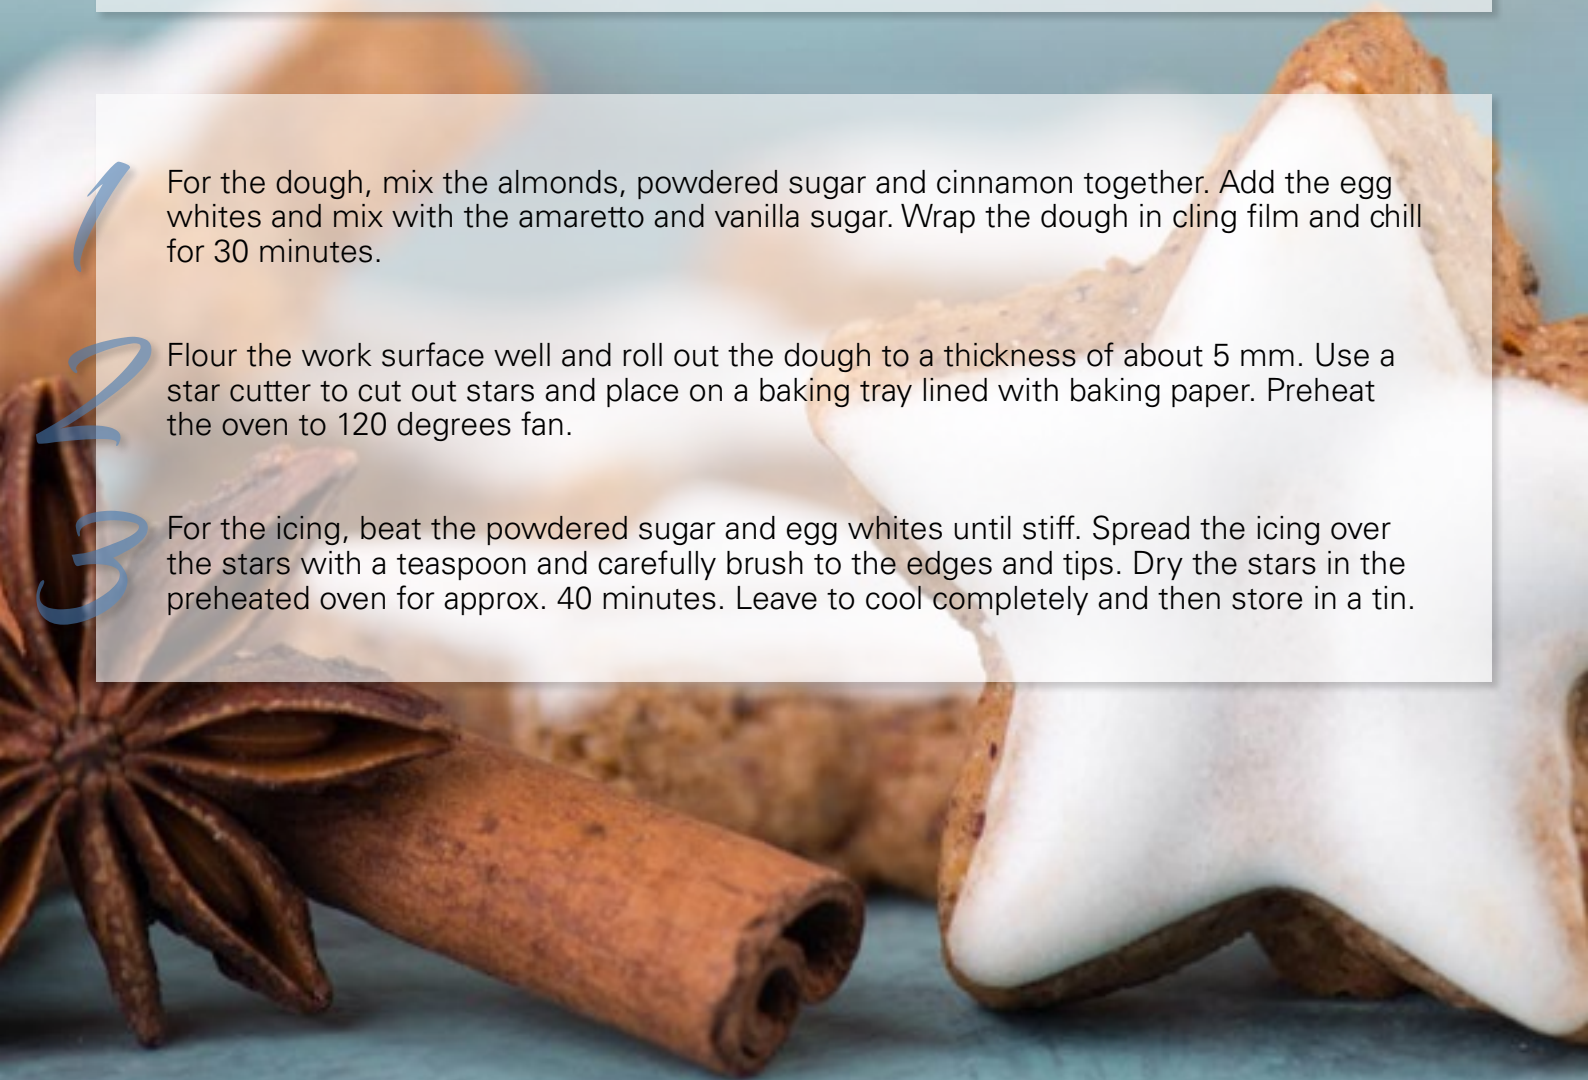 1
For the dough, mix the almonds, powdered sugar and cinnamon together. Add the egg
whites and mix with the amaretto and vanilla sugar. Wrap the dough in cling film and chill
for 30 minutes.
2
Flour the work surface well and roll out the dough to a thickness of about 5 mm. Use a
star cutter to cut out stars and place on a baking tray lined with baking paper. Preheat
the oven to 120 degrees fan.
3
For the icing, beat the powdered sugar and egg whites until stiff. Spread the icing over
the stars with a teaspoon and carefully brush to the edges and tips. Dry the stars in the
preheated oven for approx. 40 minutes. Leave to cool completely and then store in a tin.